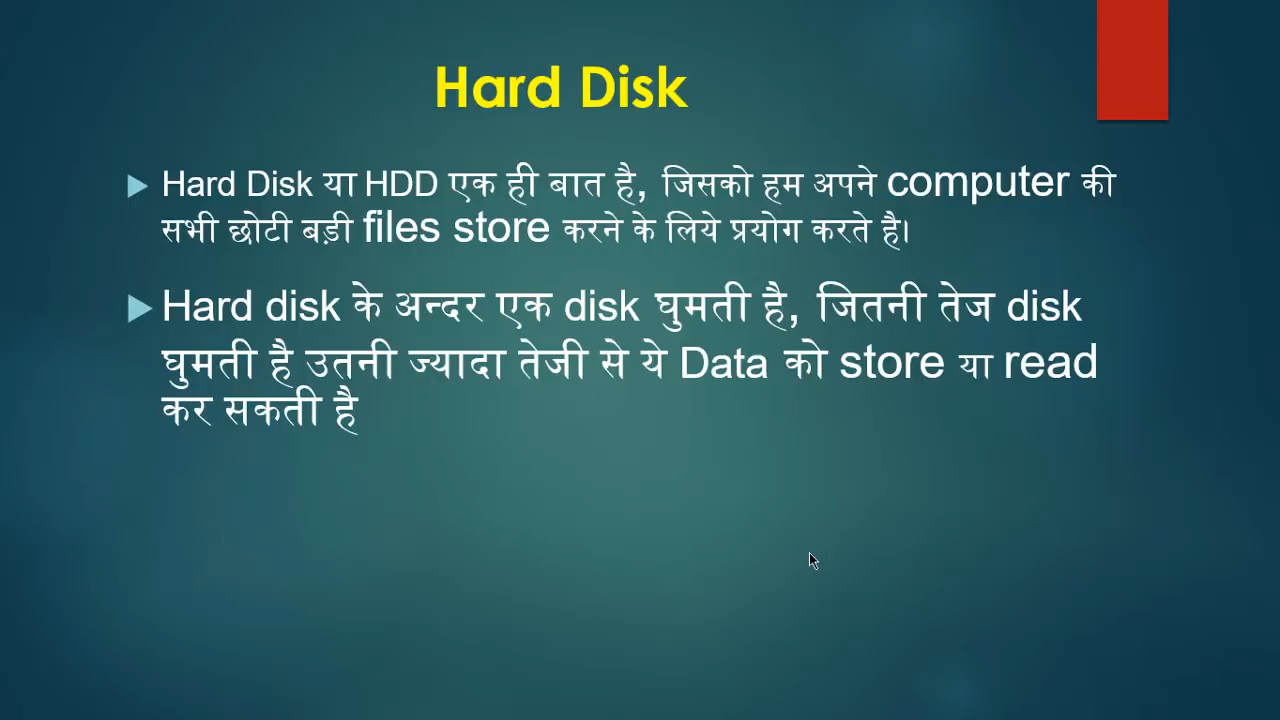 Hard Disk
Hard Disk या HDD एक ही बात है, जिसको हम अपने computer की
सभी छोटी बड़ी files store करने के लिये प्रयोग करते है।
Hard disk के अन्दर एक disk घुमती है, जितनी तेज disk
घुमती है उतनी ज्यादा तेजी से ये Data को store या read
कर सकती है